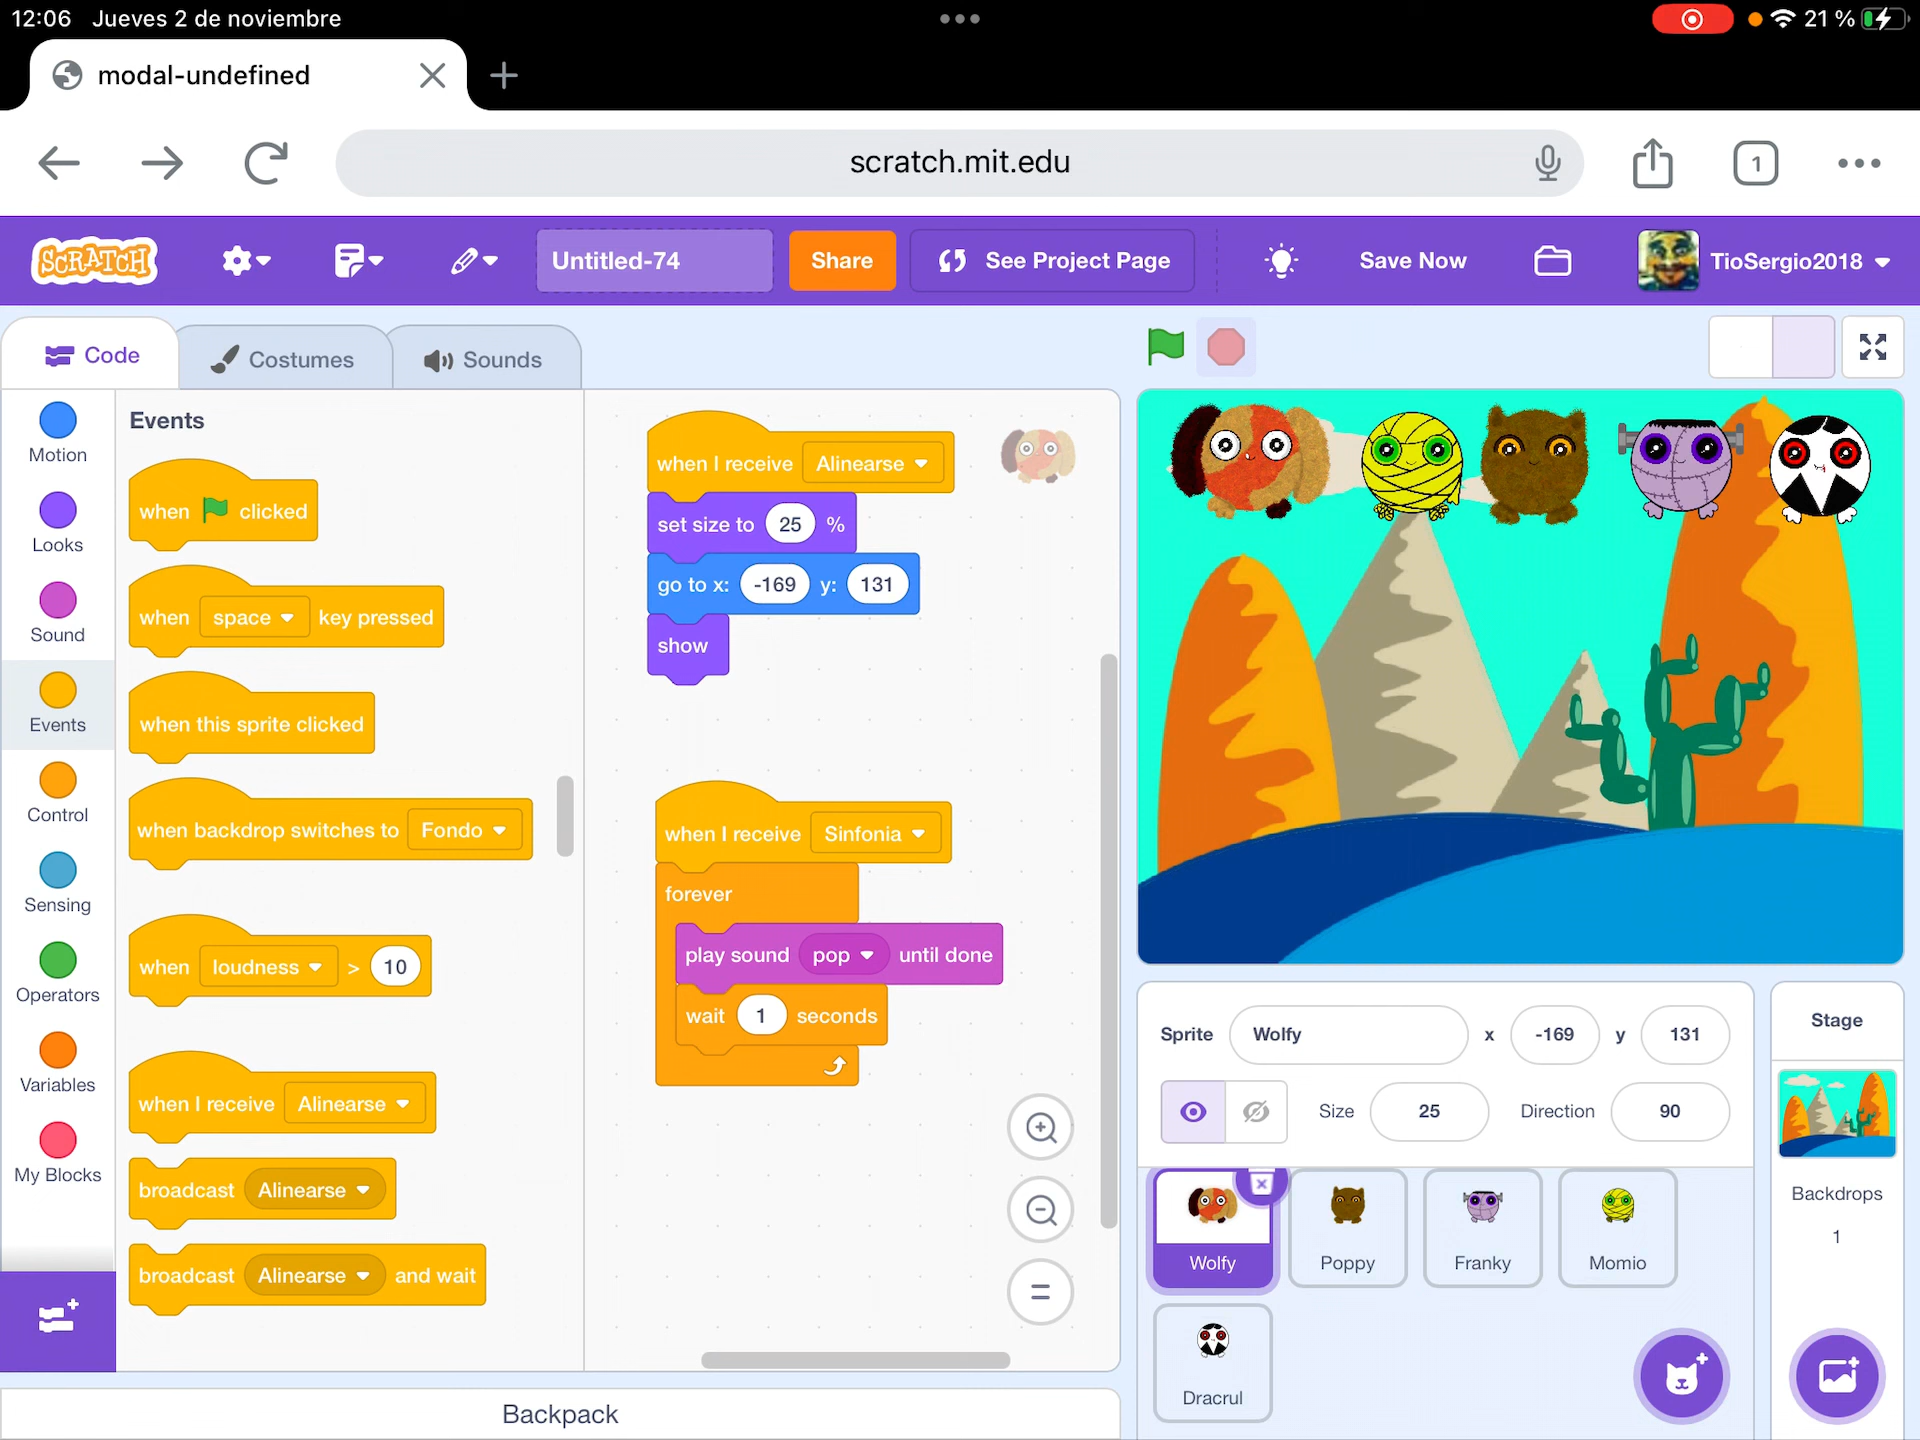 12:06 Jueves 2 de noviembre
21 %
modal-undefined
scratch.mit.edu
1
SCRATCH
Untitled-74
Share
See Project Page
Save Now
TioSergio2018
Code
Costumes
Sounds
Motion
Looks
Sound
Events
Control
Sensing
Operators
Variables
My Blocks
Events
when clicked
when space key pressed
when this sprite clicked
when backdrop switches to Fondo
when loudness > 10
when I receive Alinearse
broadcast Alinearse
broadcast Alinearse and wait
when I receive Alinearse
set size to 25 %
go to x: -169 y: 131
show
when I receive Sinfonia
forever
play sound pop until done
wait 1 seconds
Backpack
Sprite Wolfy x -169 y 131
Size 25 Direction 90
Wolfy
Poppy
Franky
Momio
Dracrul
Stage
Backdrops
1